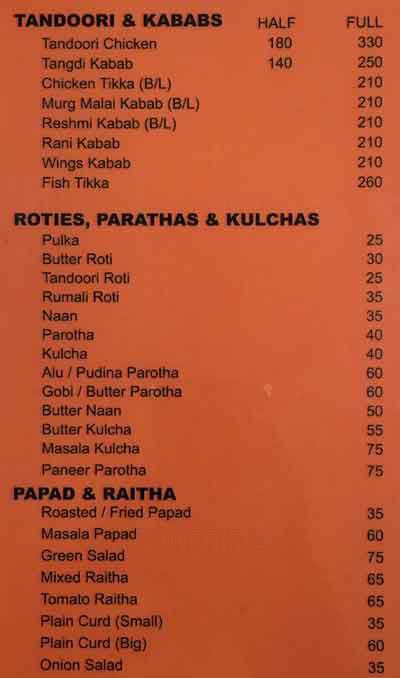 TANDOORI & KABABS HALF FULL
Tandoori Chicken 180 330
Tangdi Kabab 140 250
Chicken Tikka (B/L) 210
Murg Malai Kabab (B/L) 210
Reshmi Kabab (B/L) 210
Rani Kabab 210
Wings Kabab 210
Fish Tikka 260
ROTIES, PARATHAS & KULCHAS
Pulka 25
Butter Roti 30
Tandoori Roti 25
Rumali Roti 35
Naan 35
Parotha 40
Kulcha 40
Alu / Pudina Parotha 60
Gobi / Butter Parotha 60
Butter Naan 50
Butter Kulcha 55
Masala Kulcha 75
Paneer Parotha 75
PAPAD & RAITHA
Roasted / Fried Papad 35
Masala Papad 60
Green Salad 75
Mixed Raitha 65
Tomato Raitha 65
Plain Curd (Small) 35
Plain Curd (Big) 60
Onion Salad 35